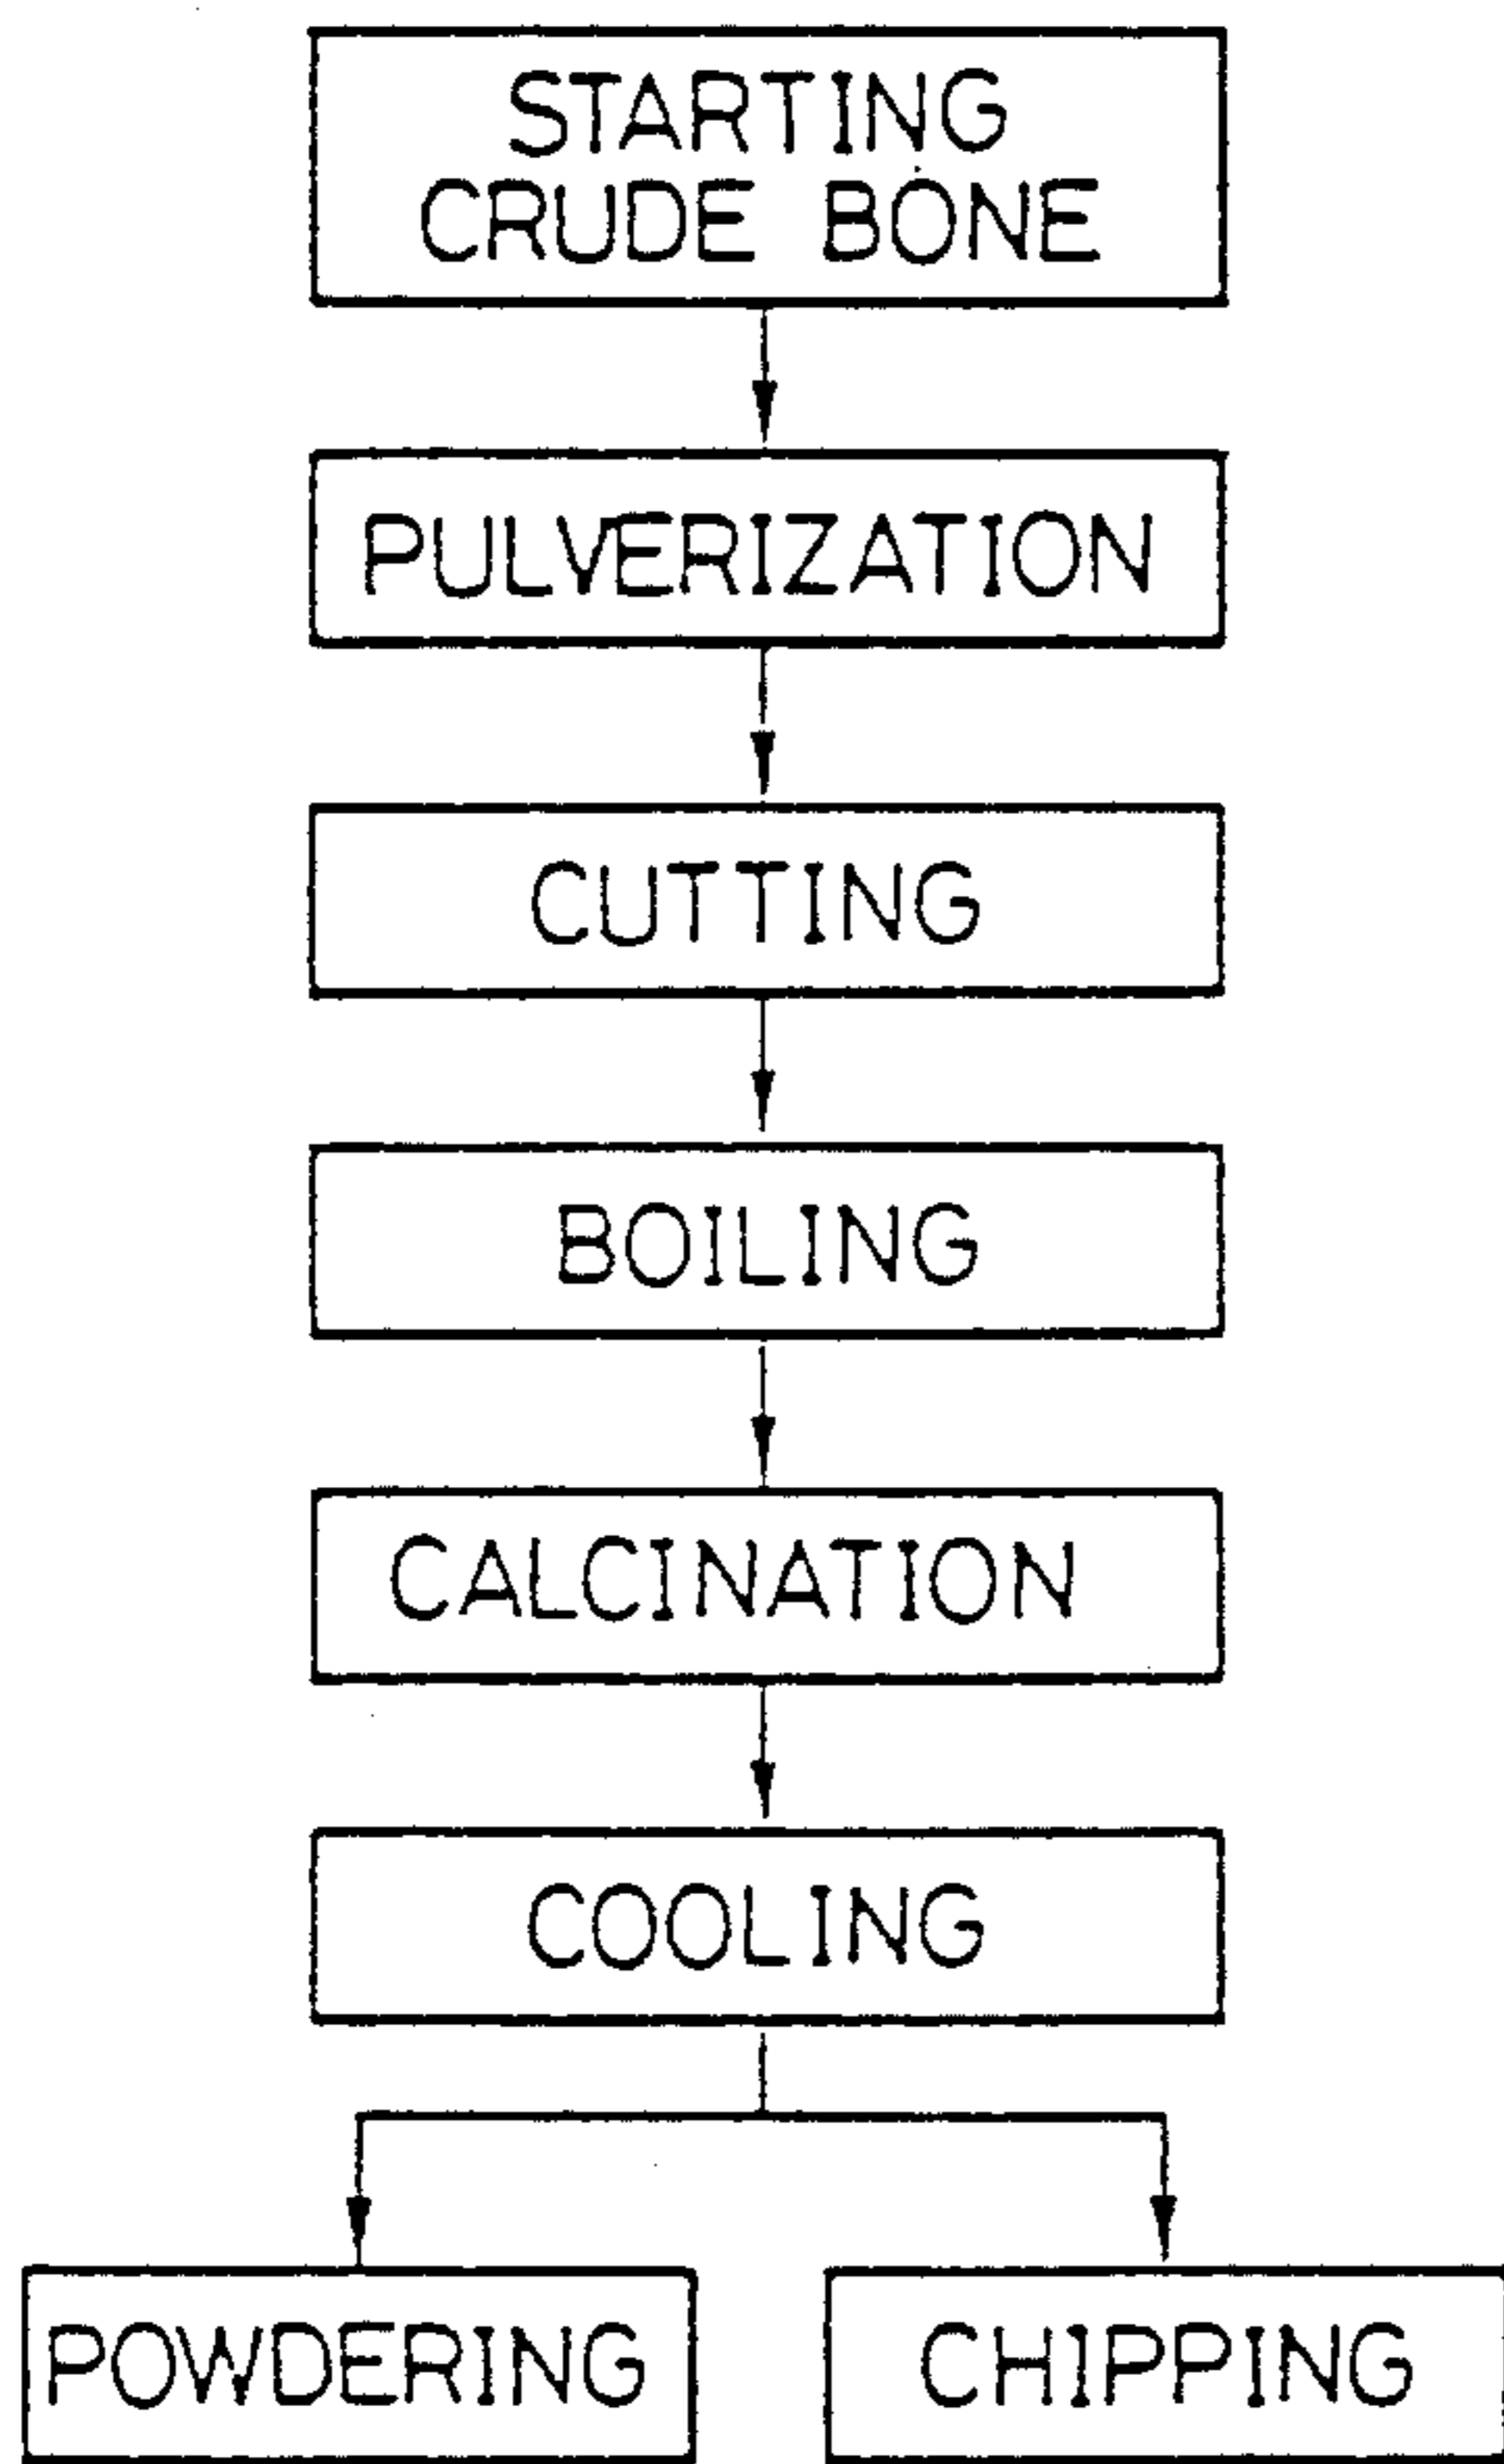 STARTING
CRUDE BONE
PULVERIZATION
CUTTING
BOILING
CALCINATION
COOLING
POWDERING
CHIPPING